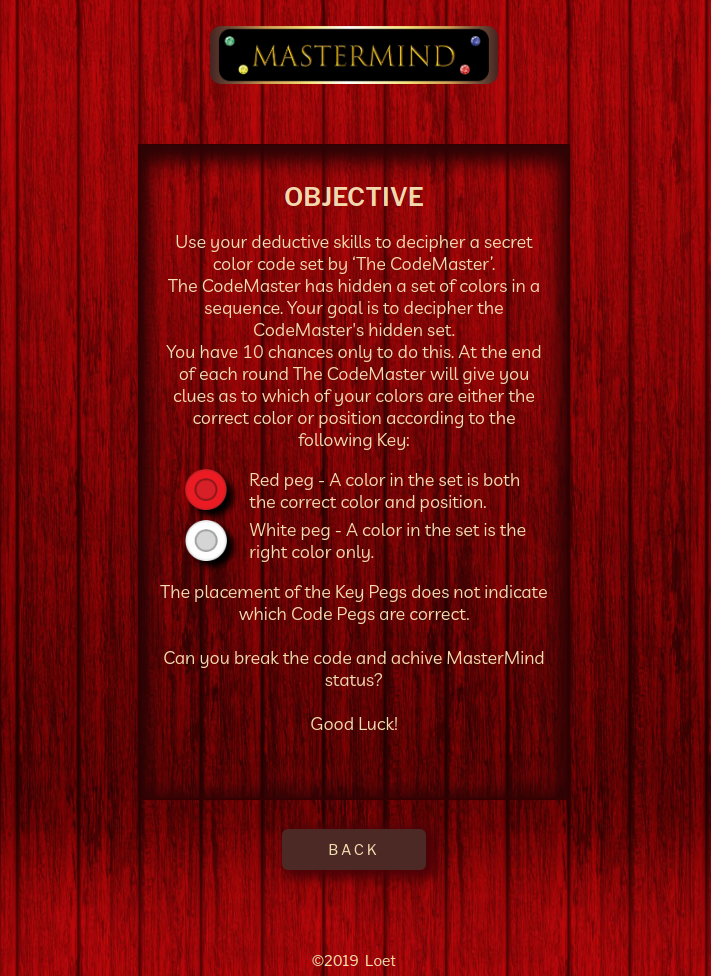 MASTERMIND
OBJECTIVE
Use your deductive skills to decipher a secret
color code set by ‘The CodeMaster’.
The CodeMaster has hidden a set of colors in a
sequence. Your goal is to decipher the
CodeMaster's hidden set.
You have 10 chances only to do this. At the end
of each round The CodeMaster will give you
clues as to which of your colors are either the
correct color or position according to the
following Key:
Red peg - A color in the set is both
the correct color and position.
White peg - A color in the set is the
right color only.
The placement of the Key Pegs does not indicate
which Code Pegs are correct.
Can you break the code and achive MasterMind
status?
Good Luck!
BACK
©2019 Loet